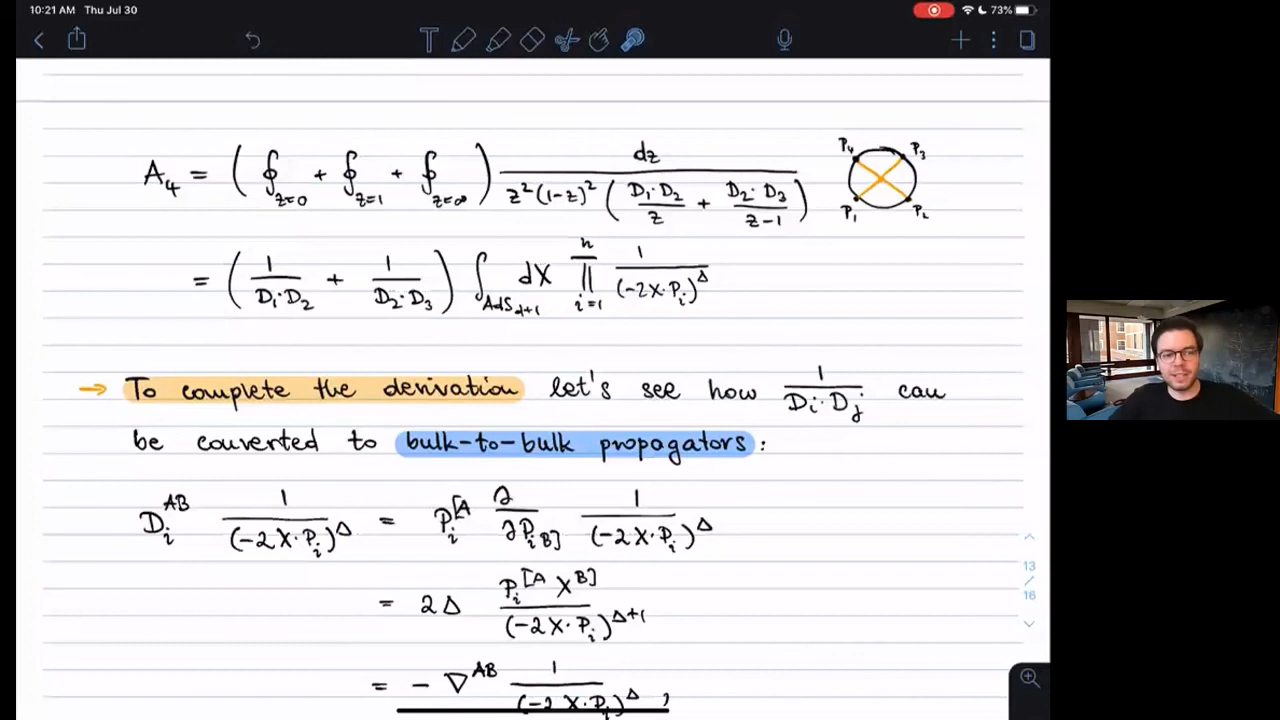 10:21 AM Thu Jul 30
73%
A₄ = ( ∮_{z=0} + ∮_{z=1} + ∮_{z=∞} ) dz / ( z²(1-z)² ( D₁·D₂ / z + D₂·D₃ / (z-1) ) )
P₄ P₃
P₁ P₂
= ( 1 / (D₁·D₂) + 1 / (D₂·D₃) ) ∫_{AdS_{d+1}} dX ∏_{i=1}^{n} 1 / (-2X·P_i)^Δ
→ To complete the derivation let's see how 1 / (D_i·D_j) can
be converted to bulk-to-bulk propagators:
D_i^{AB} 1 / (-2X·P_i)^Δ = P_i^{[A} ∂ / ∂P_{i B]} 1 / (-2X·P_i)^Δ
= 2Δ P_i^{[A} X^{B]} / (-2X·P_i)^{Δ+1}
= - ∇^{AB} 1 / (-2X·P_i)^Δ ,
13
/
16